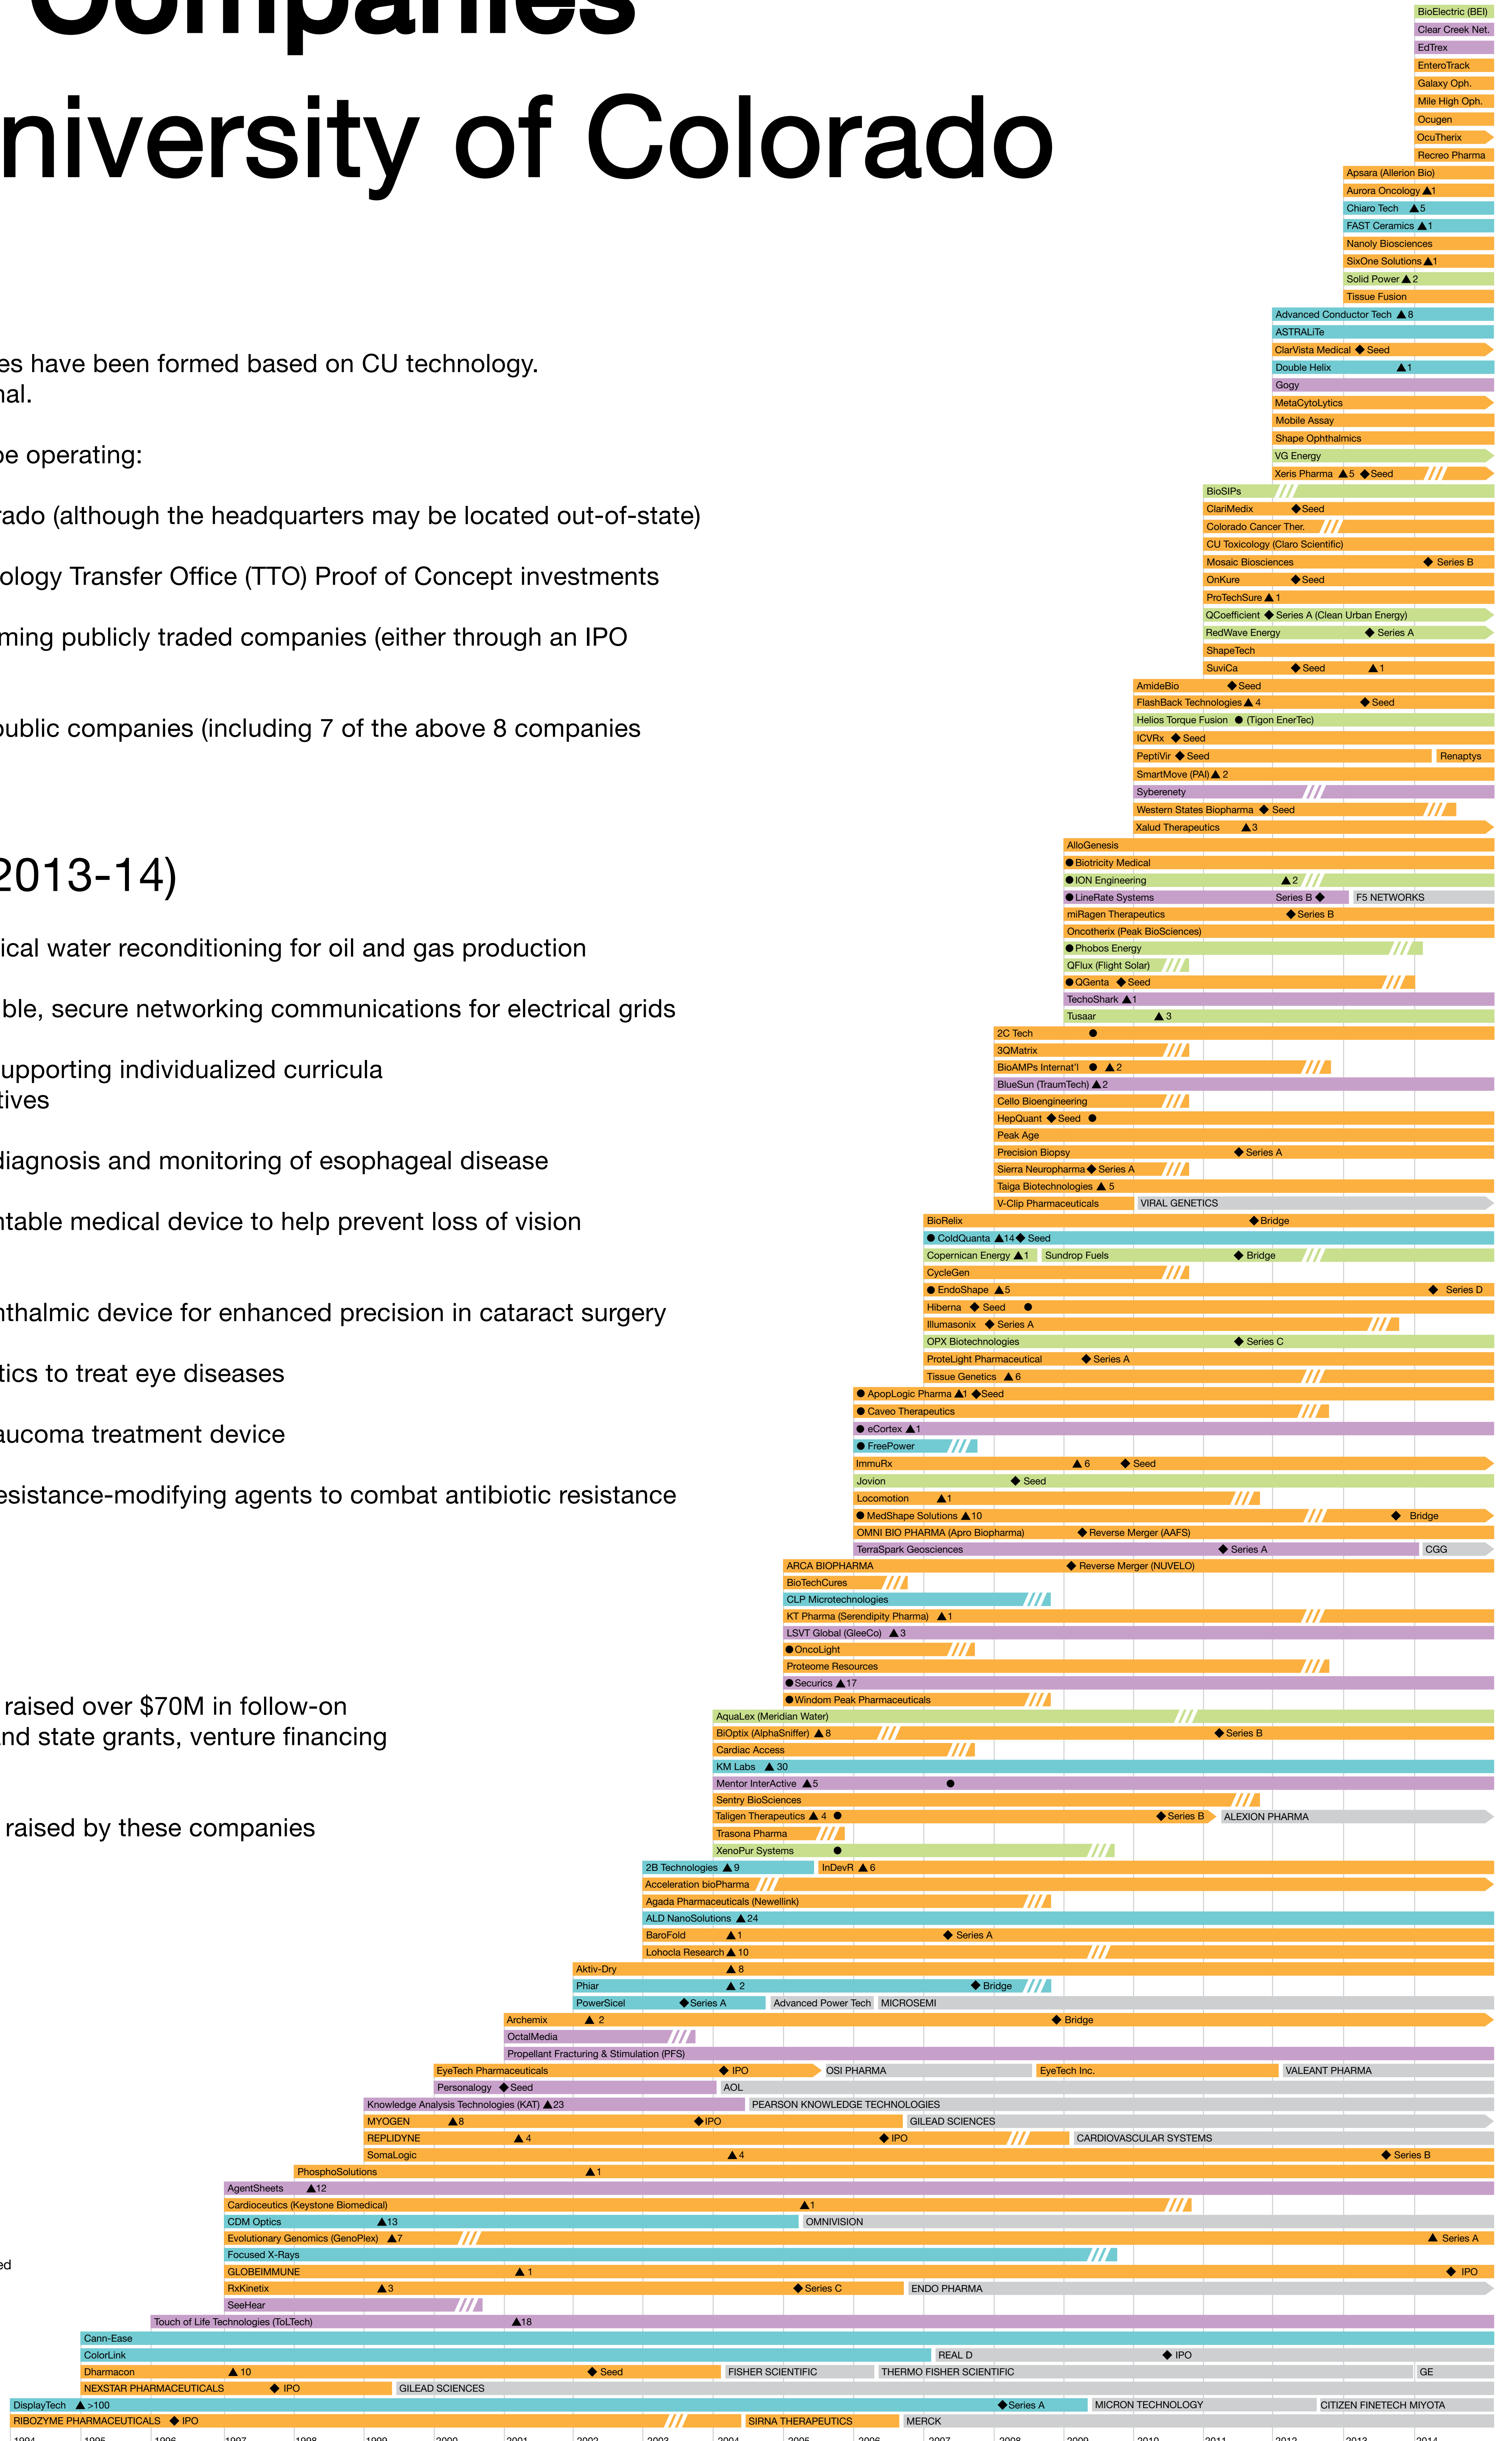 Companies
niversity of Colorado
es have been formed based on CU technology.
nal.
be operating:
rado (although the headquarters may be located out-of-state)
ology Transfer Office (TTO) Proof of Concept investments
ming publicly traded companies (either through an IPO
public companies (including 7 of the above 8 companies
2013-14)
ical water reconditioning for oil and gas production
ble, secure networking communications for electrical grids
upporting individualized curricula
tives
diagnosis and monitoring of esophageal disease
ntable medical device to help prevent loss of vision
nthalmic device for enhanced precision in cataract surgery
tics to treat eye diseases
aucoma treatment device
esistance-modifying agents to combat antibiotic resistance
raised over $70M in follow-on
nd state grants, venture financing
raised by these companies
ed
BioElectric (BEI)
Clear Creek Net.
EdTrex
EnteroTrack
Galaxy Oph.
Mile High Oph.
Ocugen
OcuTherix
Recreo Pharma
Apsara (Allerion Bio)
Aurora Oncology ▲1
Chiaro Tech ▲5
FAST Ceramics ▲1
Nanoly Biosciences
SixOne Solutions ▲1
Solid Power ▲2
Tissue Fusion
Advanced Conductor Tech ▲8
ASTRALiTe
ClarVista Medical ◆ Seed
Double Helix ▲1
Gogy
MetaCytoLytics
Mobile Assay
Shape Ophthalmics
VG Energy
Xeris Pharma ▲5 ◆Seed
BioSIPs
ClariMedix ◆Seed
Colorado Cancer Ther.
CU Toxicology (Claro Scientific)
Mosaic Biosciences ◆ Series B
OnKure ◆Seed
ProTechSure ▲1
QCoefficient ◆ Series A (Clean Urban Energy)
RedWave Energy ◆ Series A
ShapeTech
SuviCa ◆ Seed ▲1
AmideBio ◆Seed
FlashBack Technologies ▲4 ◆ Seed
Helios Torque Fusion ● (Tigon EnerTec)
ICVRx ◆ Seed
PeptiVir ◆ Seed Renaptys
SmartMove (PAI) ▲2
Syberenety
Western States Biopharma ◆ Seed
Xalud Therapeutics ▲3
AlloGenesis
●Biotricity Medical
●ION Engineering ▲2
●LineRate Systems Series B ◆ F5 NETWORKS
miRagen Therapeutics ◆Series B
Oncotherix (Peak BioSciences)
●Phobos Energy
QFlux (Flight Solar)
●QGenta ◆Seed
TechoShark ▲1
Tusaar ▲3
2C Tech ●
3QMatrix
BioAMPs Internat'l ● ▲2
BlueSun (TraumTech) ▲2
Cello Bioengineering
HepQuant ◆Seed ●
Peak Age
Precision Biopsy ◆ Series A
Sierra Neuropharma ◆Series A
Taiga Biotechnologies ▲5
V-Clip Pharmaceuticals VIRAL GENETICS
BioRelix ◆Bridge
● ColdQuanta ▲14◆ Seed
Copernican Energy ▲1 Sundrop Fuels ◆ Bridge
CycleGen
● EndoShape ▲5 ◆ Series D
Hiberna ◆ Seed ●
Illumasonix ◆ Series A
OPX Biotechnologies ◆ Series C
ProteLight Pharmaceutical ◆ Series A
Tissue Genetics ▲6
● ApopLogic Pharma ▲1 ◆Seed
● Caveo Therapeutics
● eCortex ▲1
● FreePower
ImmuRx ▲6 ◆ Seed
Jovion ◆ Seed
Locomotion ▲1
● MedShape Solutions ▲10 ◆ Bridge
OMNI BIO PHARMA (Apro Biopharma) ◆ Reverse Merger (AAFS)
TerraSpark Geosciences ◆ Series A CGG
ARCA BIOPHARMA ◆ Reverse Merger (NUVELO)
BioTechCures
CLP Microtechnologies
KT Pharma (Serendipity Pharma) ▲1
LSVT Global (GleeCo) ▲3
●OncoLight
Proteome Resources
●Securics ▲17
●Windom Peak Pharmaceuticals
AquaLex (Meridian Water)
BiOptix (AlphaSniffer) ▲8 ◆ Series B
Cardiac Access
KM Labs ▲30
Mentor InterActive ▲5 ●
Sentry BioSciences
Taligen Therapeutics ▲4 ● ◆Series B ALEXION PHARMA
Trasona Pharma
XenoPur Systems ●
2B Technologies ▲9 InDevR ▲6
Acceleration bioPharma
Agada Pharmaceuticals (Newellink)
ALD NanoSolutions ▲24
BaroFold ▲1 ◆ Series A
Lohocla Research ▲10
Aktiv-Dry ▲8
Phiar ▲2 ◆ Bridge
PowerSicel ◆Series A Advanced Power Tech MICROSEMI
Archemix ▲2 ◆ Bridge
OctalMedia
Propellant Fracturing & Stimulation (PFS)
EyeTech Pharmaceuticals ◆ IPO OSI PHARMA EyeTech Inc. VALEANT PHARMA
Personalogy ◆Seed AOL
Knowledge Analysis Technologies (KAT) ▲23 PEARSON KNOWLEDGE TECHNOLOGIES
MYOGEN ▲8 ◆IPO GILEAD SCIENCES
REPLIDYNE ▲4 ◆ IPO CARDIOVASCULAR SYSTEMS
SomaLogic ▲4 ◆ Series B
PhosphoSolutions ▲1
AgentSheets ▲12
Cardioceutics (Keystone Biomedical) ▲1
CDM Optics ▲13 OMNIVISION
Evolutionary Genomics (GenoPlex) ▲7 ▲ Series A
Focused X-Rays
GLOBEIMMUNE ▲1 ◆ IPO
RxKinetix ▲3 ◆ Series C ENDO PHARMA
SeeHear
Touch of Life Technologies (ToLTech) ▲18
Cann-Ease
ColorLink REAL D ◆ IPO
Dharmacon ▲10 ◆ Seed FISHER SCIENTIFIC THERMO FISHER SCIENTIFIC GE
NEXSTAR PHARMACEUTICALS ◆ IPO GILEAD SCIENCES
DisplayTech ▲>100 ◆Series A MICRON TECHNOLOGY CITIZEN FINETECH MIYOTA
RIBOZYME PHARMACEUTICALS ◆ IPO SIRNA THERAPEUTICS MERCK
1994 1995 1996 1997 1998 1999 2000 2001 2002 2003 2004 2005 2006 2007 2008 2009 2010 2011 2012 2013 2014